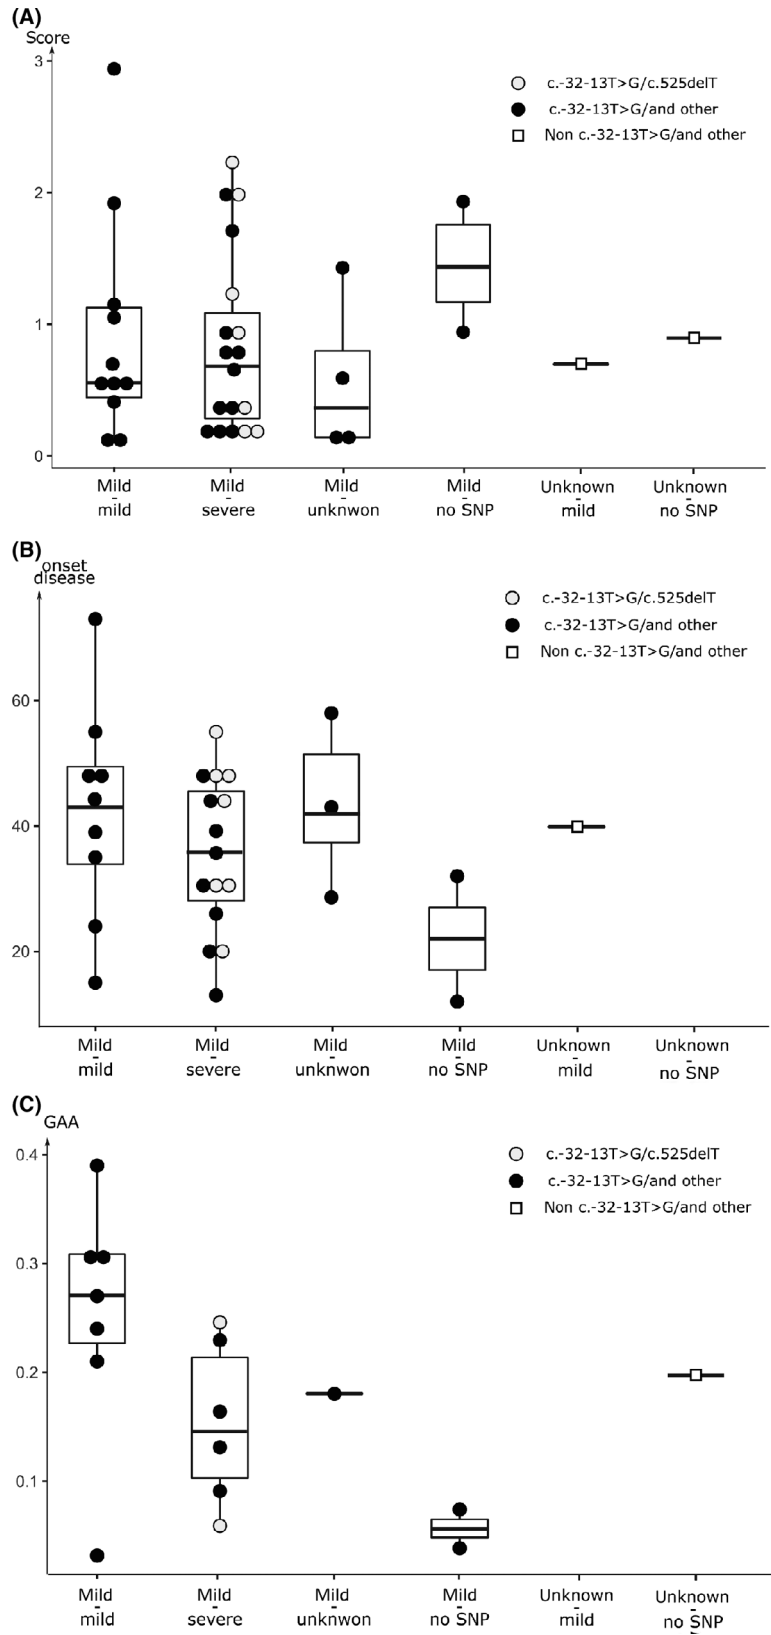 (A)
Score
3
2
1
0
c.-32-13T>G/c.525delT
c.-32-13T>G/and other
Non c.-32-13T>G/and other
Mild - mild
Mild - severe
Mild - unknwon
Mild - no SNP
Unknown - mild
Unknown - no SNP
(B)
onset
disease
60
40
20
c.-32-13T>G/c.525delT
c.-32-13T>G/and other
Non c.-32-13T>G/and other
Mild - mild
Mild - severe
Mild - unknwon
Mild - no SNP
Unknown - mild
Unknown - no SNP
(C)
GAA
0.4
0.3
0.2
0.1
c.-32-13T>G/c.525delT
c.-32-13T>G/and other
Non c.-32-13T>G/and other
Mild - mild
Mild - severe
Mild - unknwon
Mild - no SNP
Unknown - mild
Unknown - no SNP